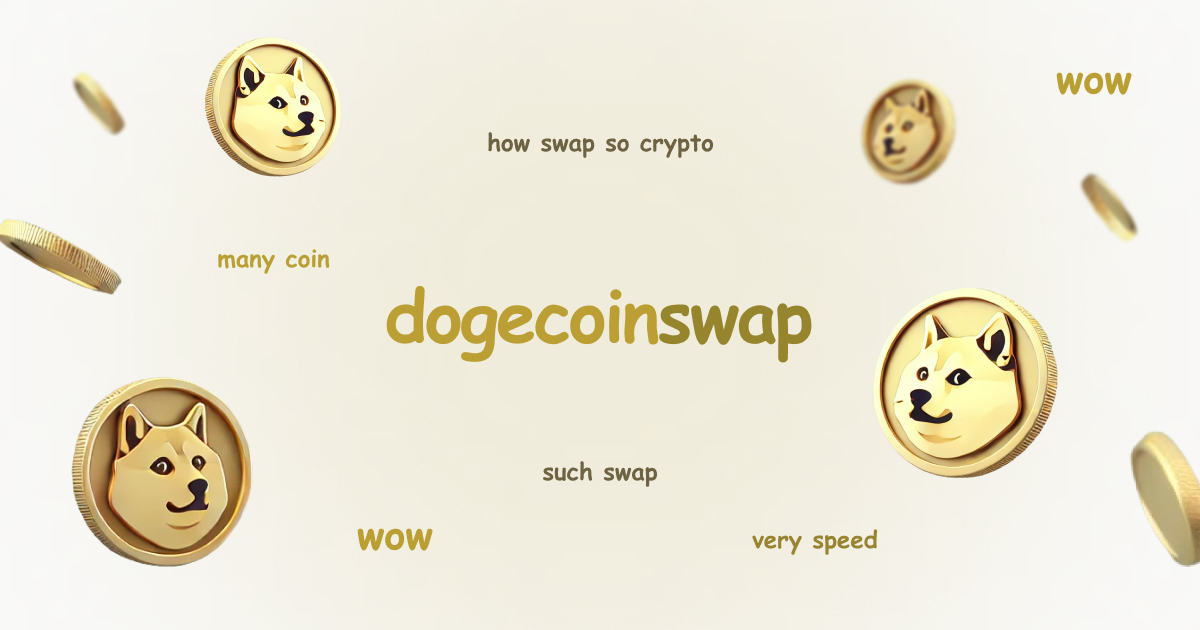 wow
how swap so crypto
many coin
dogecoinswap
such swap
wow
very speed